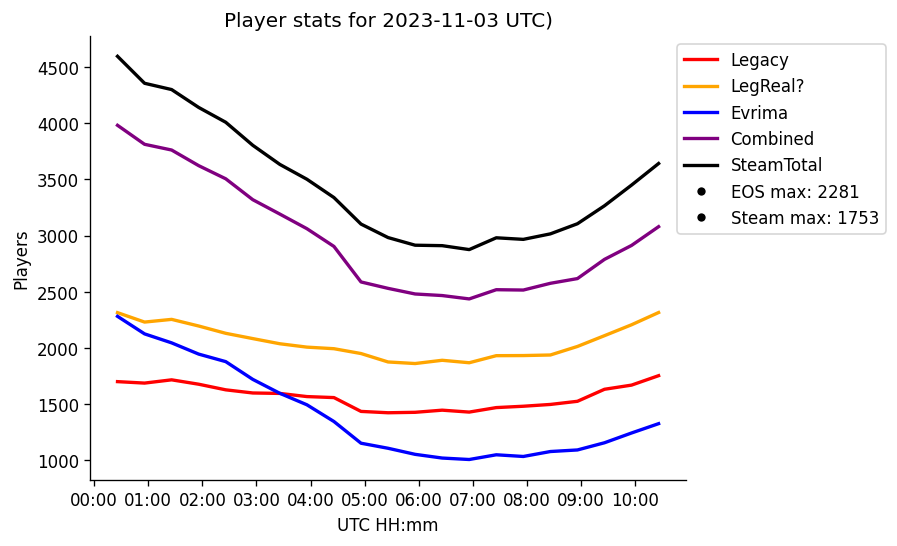 Player stats for 2023-11-03 UTC)
4500
4000
3500
3000
2500
2000
1500
1000
Players
00:00 01:00 02:00 03:00 04:00 05:00 06:00 07:00 08:00 09:00 10:00
UTC HH:mm
Legacy
LegReal?
Evrima
Combined
SteamTotal
EOS max: 2281
Steam max: 1753